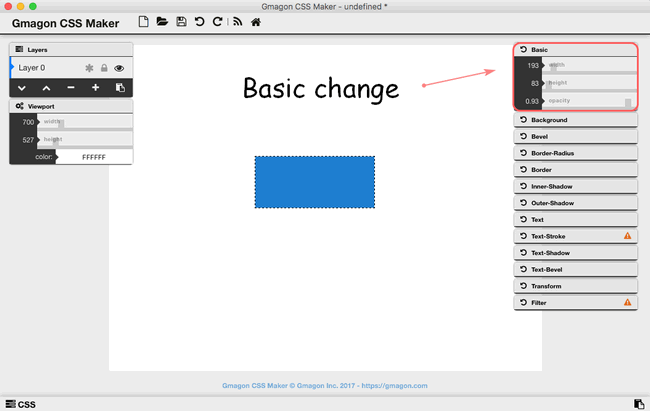 Gmagon CSS Maker - undefined *
Gmagon CSS Maker
Layers
Layer 0
Viewport
700 width
527 height
color: FFFFFF
Basic change
Basic
193 width
83 height
0.93 opacity
Background
Bevel
Border-Radius
Border
Inner-Shadow
Outer-Shadow
Text
Text-Stroke
Text-Shadow
Text-Bevel
Transform
Filter
Gmagon CSS Maker © Gmagon Inc. 2017 - https://gmagon.com
CSS